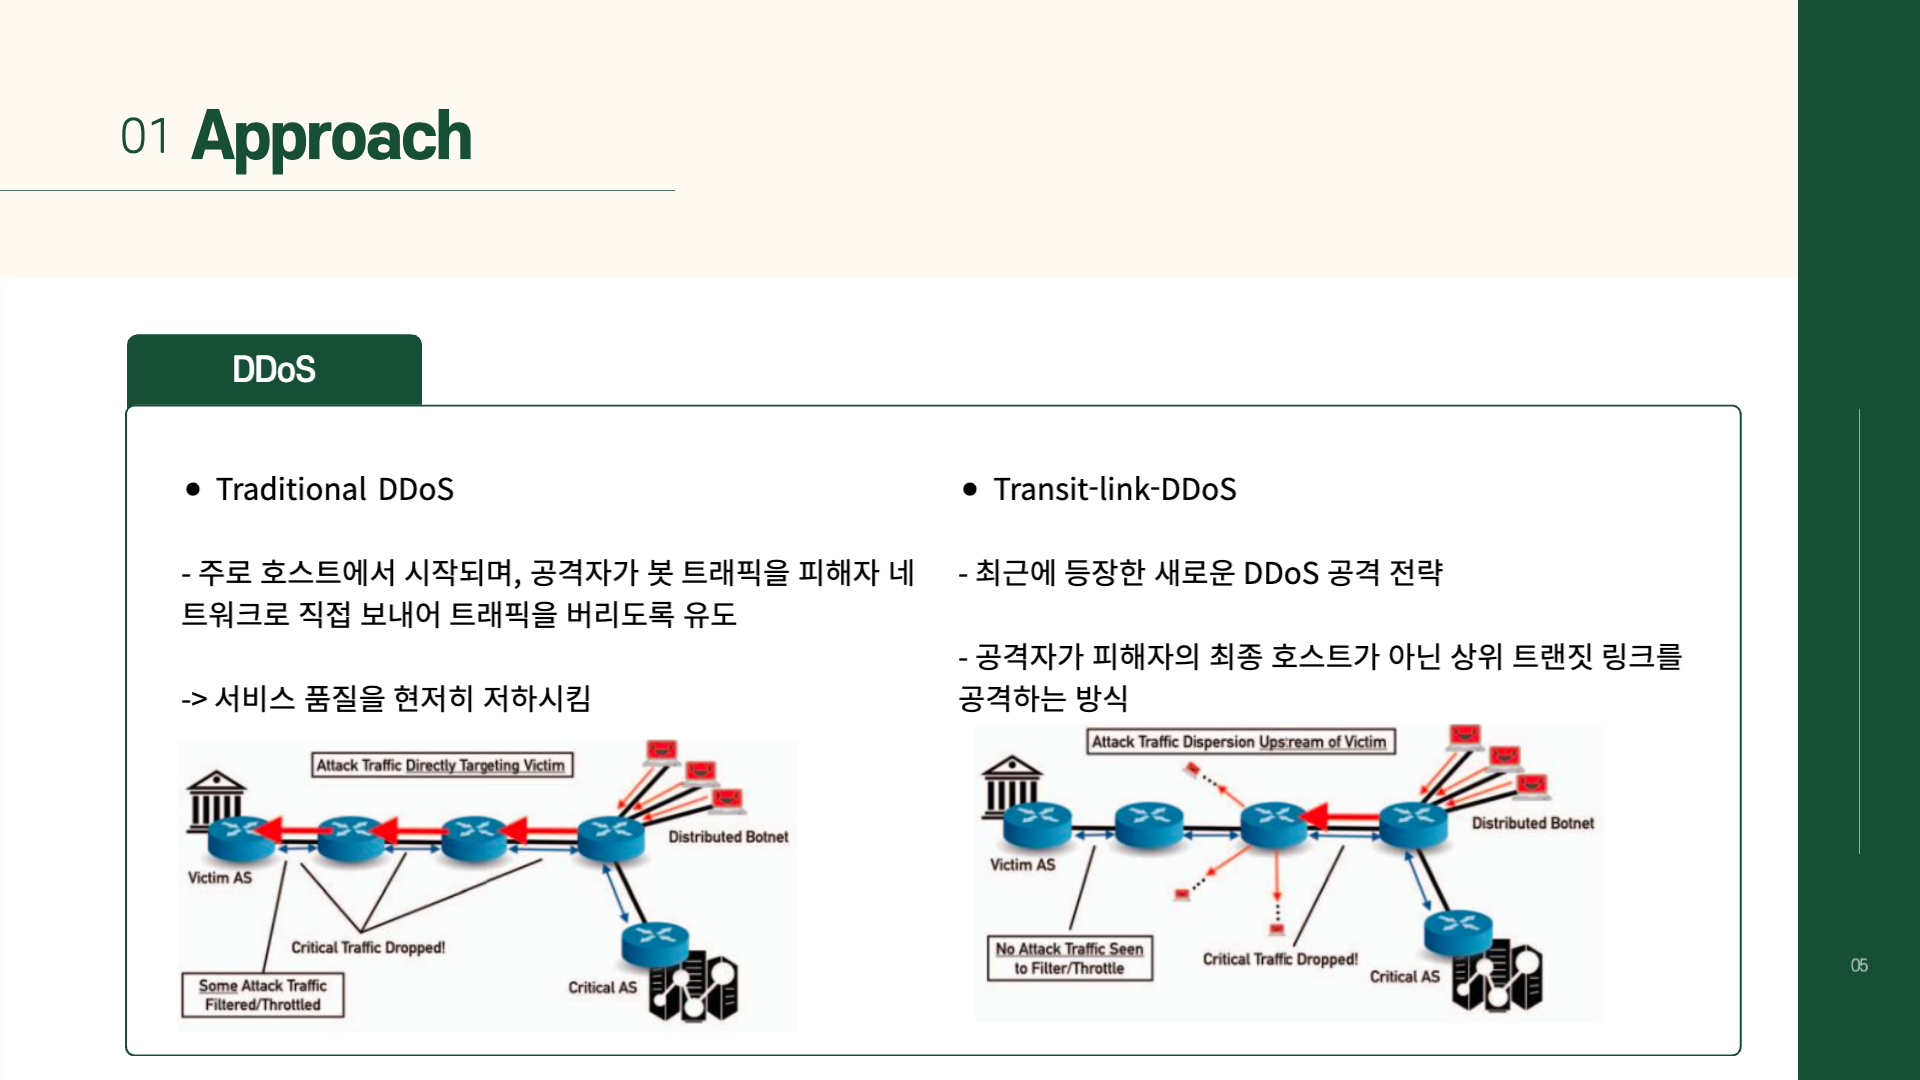 01 Approach
DDoS
• Traditional DDoS
- 주로 호스트에서 시작되며, 공격자가 봇 트래픽을 피해자 네
트워크로 직접 보내어 트래픽을 버리도록 유도
-> 서비스 품질을 현저히 저하시킴
Attack Traffic Directly Targeting Victim
Distributed Botnet
Victim AS
Critical Traffic Dropped!
Some Attack Traffic
Filtered/Throttled
Critical AS
• Transit-link-DDoS
- 최근에 등장한 새로운 DDoS 공격 전략
- 공격자가 피해자의 최종 호스트가 아닌 상위 트랜짓 링크를
공격하는 방식
Attack Traffic Dispersion Upstream of Victim
Distributed Botnet
Victim AS
No Attack Traffic Seen
to Filter/Throttle
Critical Traffic Dropped!
Critical AS
05